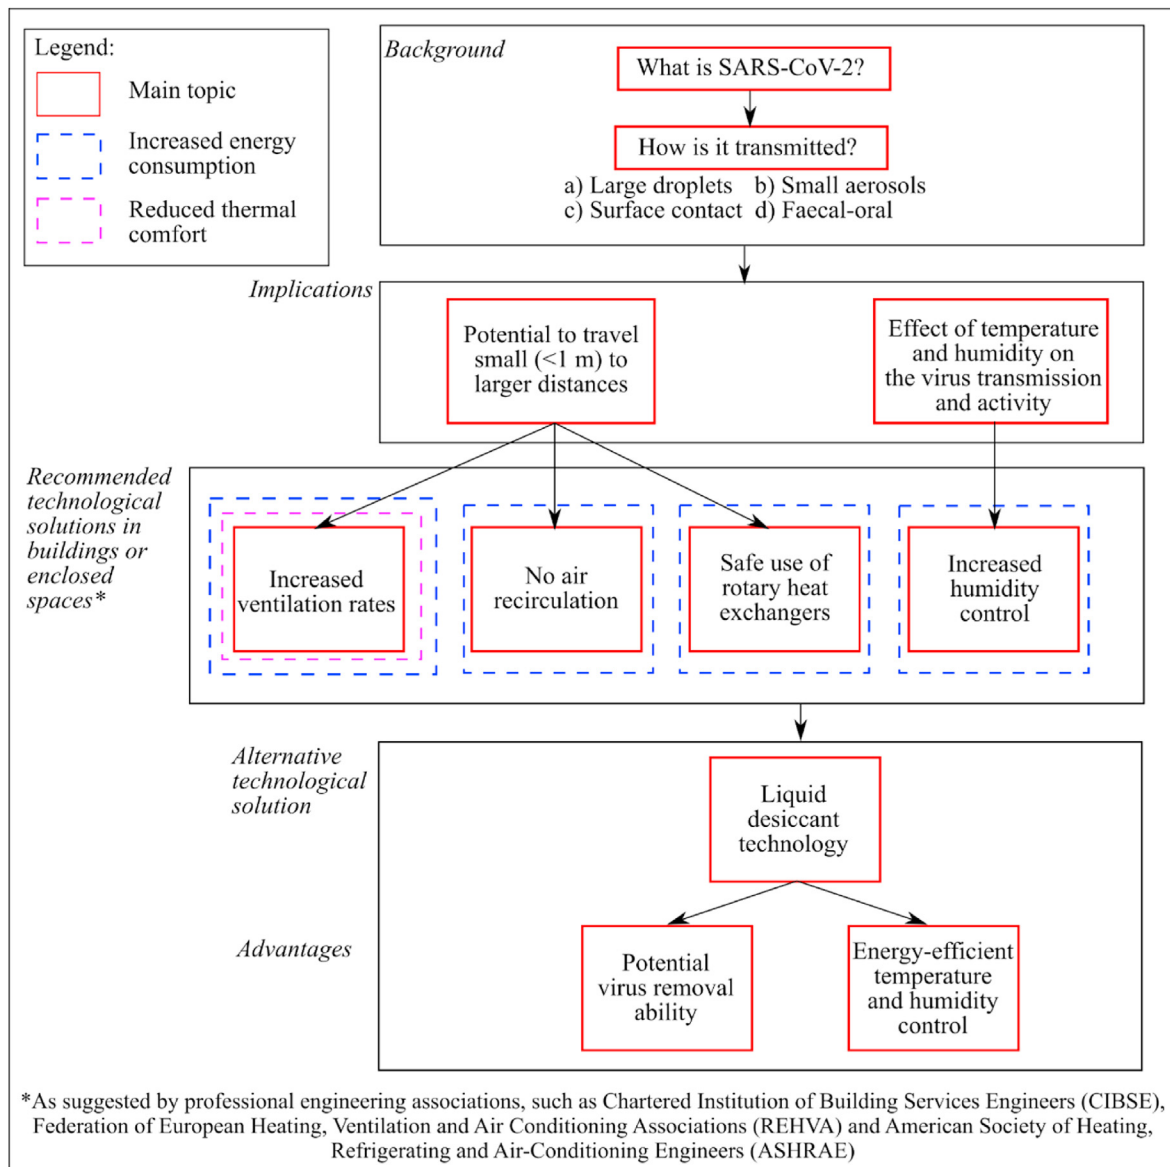 Legend:
Main topic
Increased energy
consumption
Reduced thermal
comfort
Background
What is SARS-CoV-2?
How is it transmitted?
a) Large droplets b) Small aerosols
c) Surface contact d) Faecal-oral
Implications
Potential to travel
small (<1 m) to
larger distances
Effect of temperature
and humidity on
the virus transmission
and activity
Recommended
technological
solutions in
buildings or
enclosed
spaces*
Increased
ventilation rates
No air
recirculation
Safe use of
rotary heat
exchangers
Increased
humidity
control
Alternative
technological
solution
Liquid
desiccant
technology
Advantages
Potential
virus removal
ability
Energy-efficient
temperature
and humidity
control
*As suggested by professional engineering associations, such as Chartered Institution of Building Services Engineers (CIBSE),
Federation of European Heating, Ventilation and Air Conditioning Associations (REHVA) and American Society of Heating,
Refrigerating and Air-Conditioning Engineers (ASHRAE)